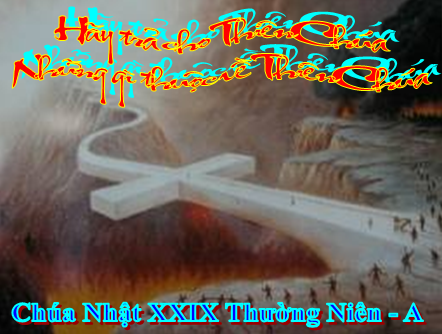 Hãy trả cho Thiên Chúa
Những gì thuộc về Thiên Chúa
Chúa Nhật XXIX Thường Niên - A